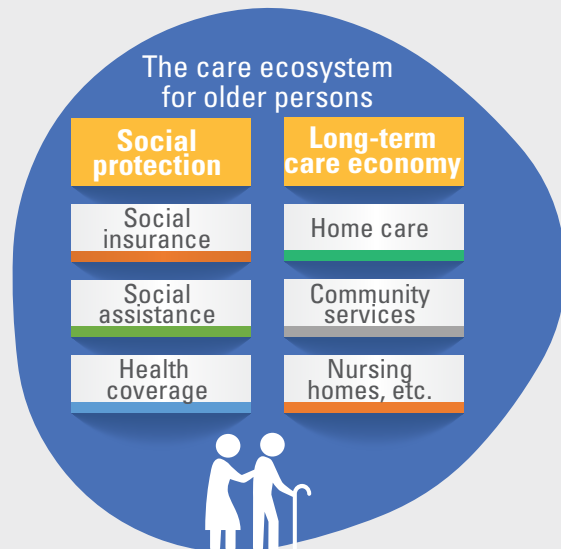 The care ecosystem
for older persons
Social
protection
Social
insurance
Social
assistance
Health
coverage
Long-term
care economy
Home care
Community
services
Nursing
homes, etc.